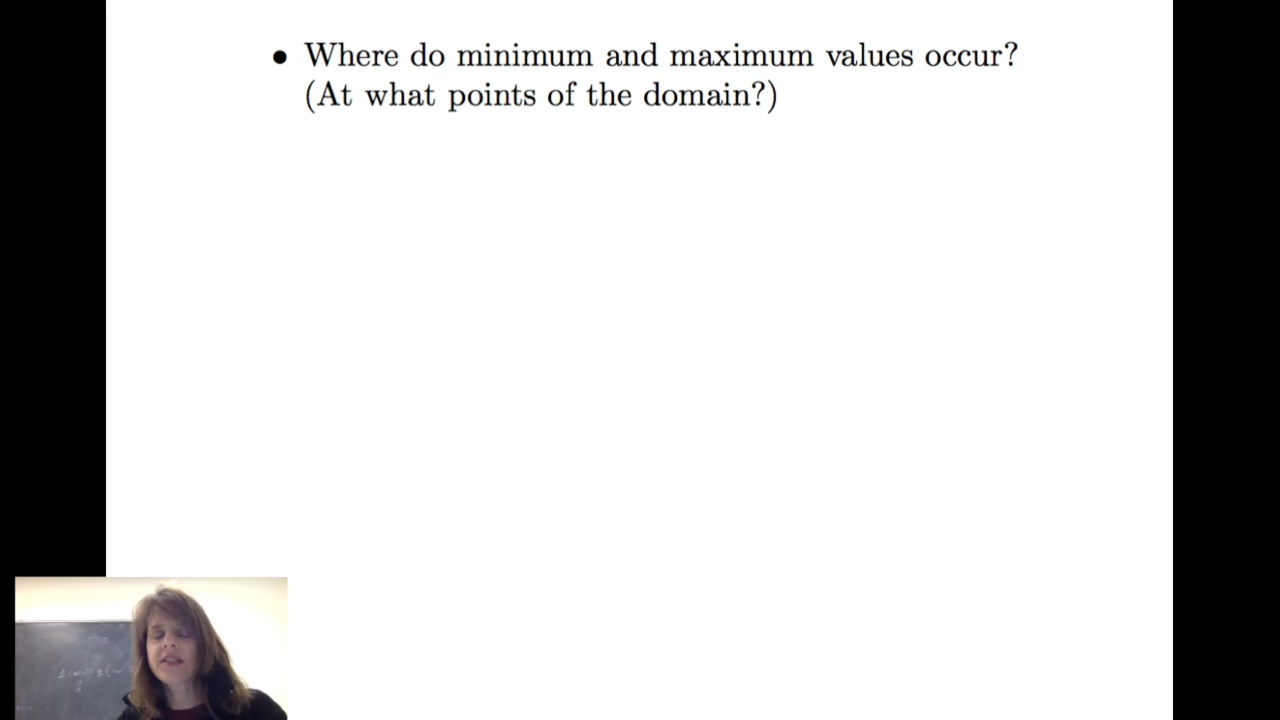 • Where do minimum and maximum values occur?
(At what points of the domain?)